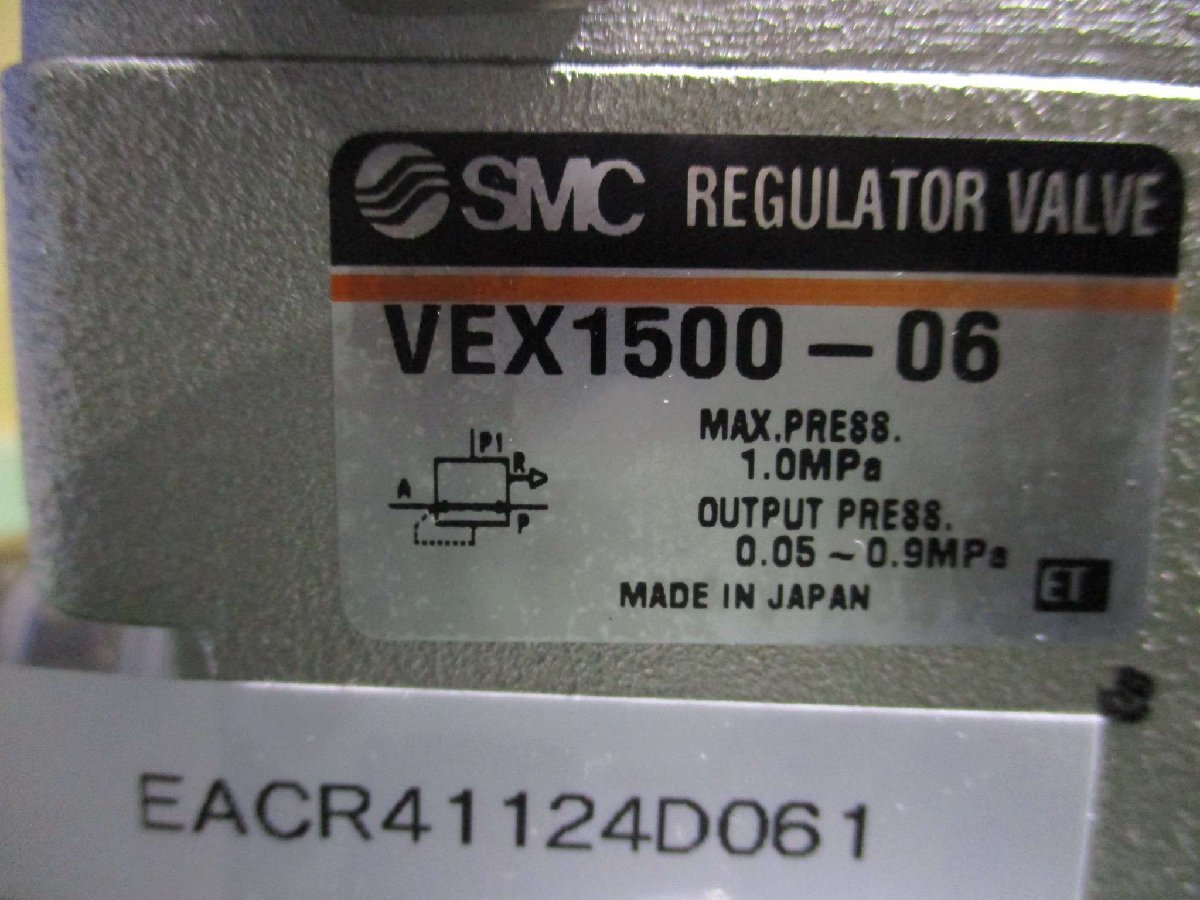 SMC REGULATOR VALVE
VEX1500-06
P1
R
A
P
MAX.PRESS.
1.0MPa
OUTPUT PRESS.
0.05~0.9MPa
MADE IN JAPAN
ET
EACR41124D061